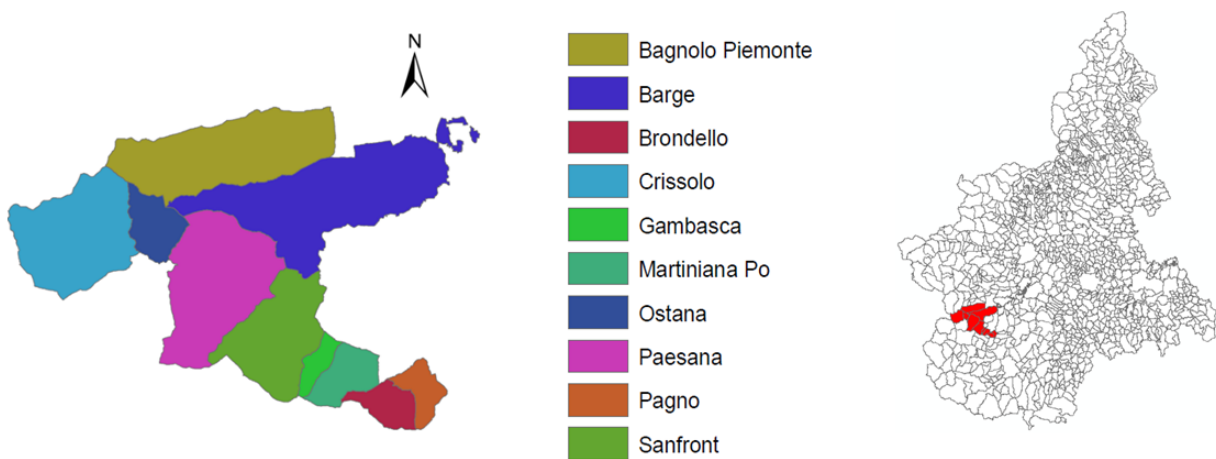 N
Bagnolo Piemonte
Barge
Brondello
Crissolo
Gambasca
Martiniana Po
Ostana
Paesana
Pagno
Sanfront